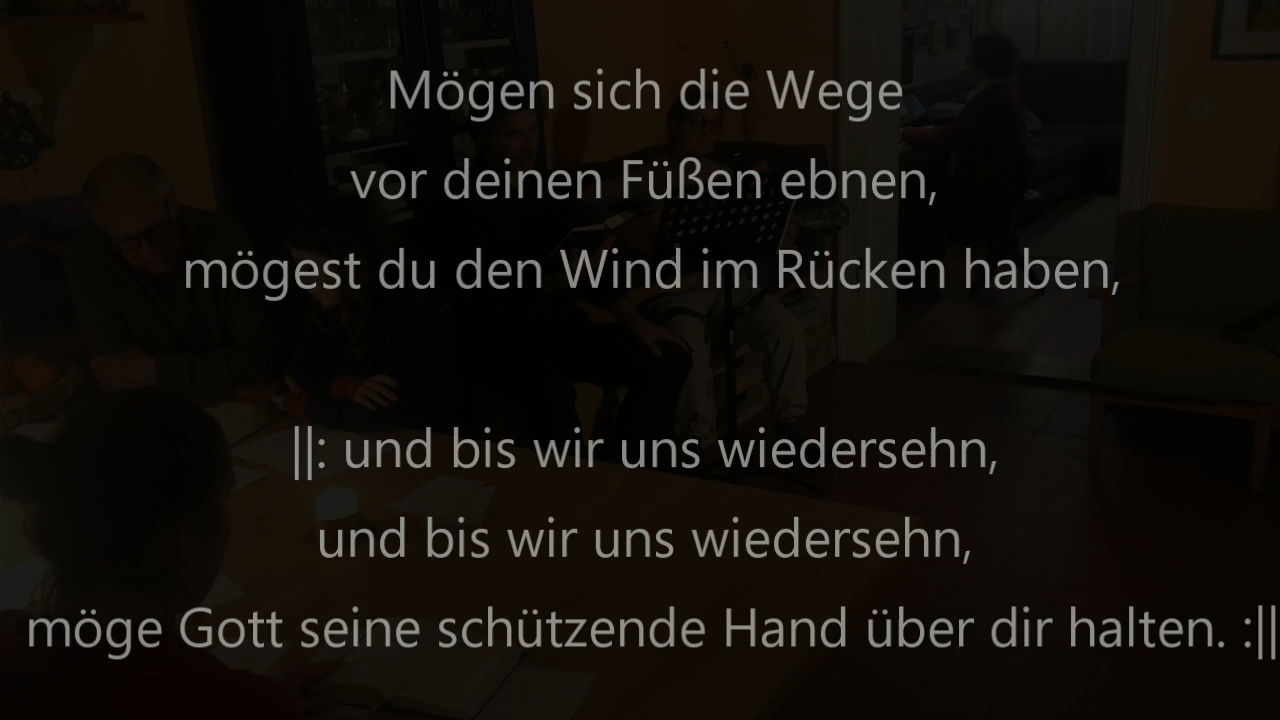 Mögen sich die Wege
vor deinen Füßen ebnen,
mögest du den Wind im Rücken haben,
||: und bis wir uns wiedersehn,
und bis wir uns wiedersehn,
möge Gott seine schützende Hand über dir halten. :||